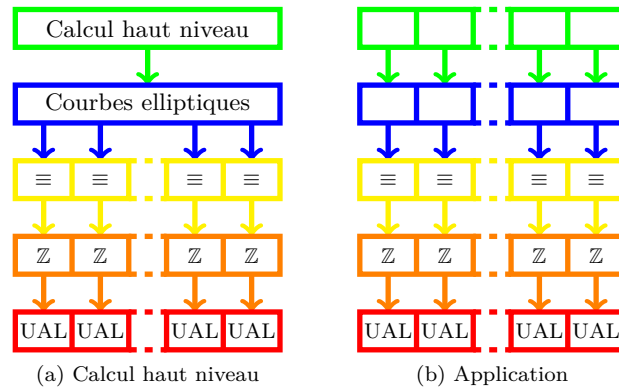 Calcul haut niveau
Courbes elliptiques
≡ ≡ ≡ ≡ ≡ ≡ ≡ ≡
ℤ ℤ ℤ ℤ ℤ ℤ ℤ ℤ
UAL UAL UAL UAL UAL UAL UAL UAL
(a) Calcul haut niveau (b) Application